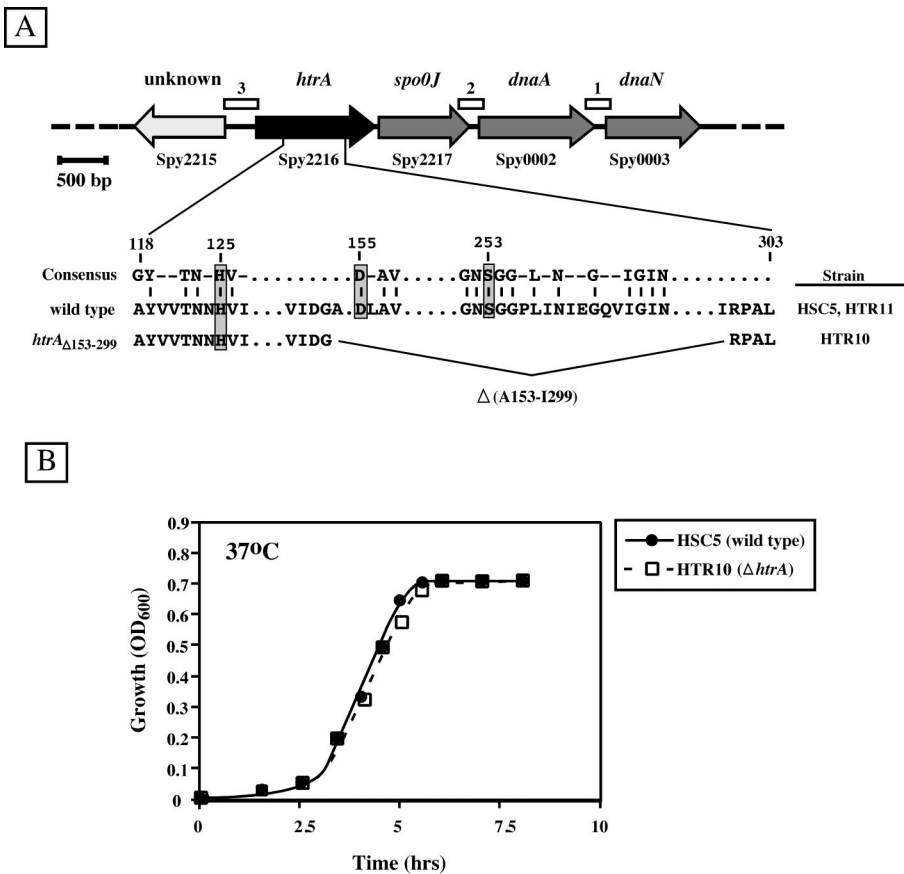 A
unknown 3 htrA spo0J 2 dnaA 1 dnaN
Spy2215 Spy2216 Spy2217 Spy0002 Spy0003
500 bp
118 125 155 253 303
Consensus GY--TN-HV-..........D-AV.....GNSGG-L-N--G--IGIN.......... Strain
wild type AYVVTNNHVI...VIDGA.DLAV.....GNSGGPLINIEGQVIGIN....IRPAL HSC5, HTR11
htrAΔ153-299 AYVVTNNHVI...VIDG RPAL HTR10
Δ(A153-I299)
B
37ºC
HSC5 (wild type)
HTR10 (ΔhtrA)
Growth (OD600)
0.9
0.8
0.7
0.6
0.5
0.4
0.3
0.2
0.1
0
0 2.5 5 7.5 10
Time (hrs)